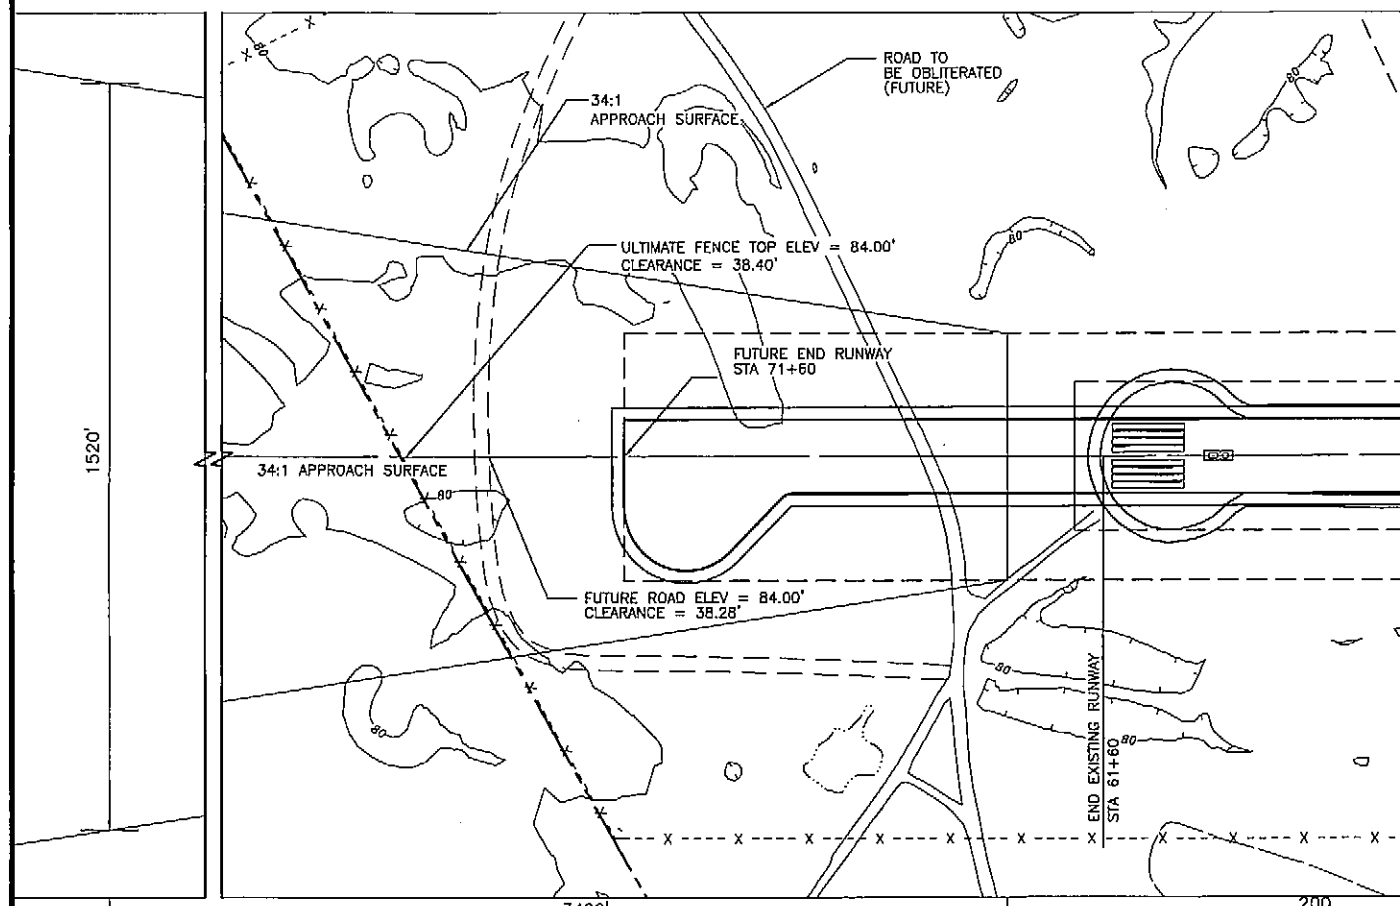 80
ROAD TO
BE OBLITERATED
(FUTURE)
80
34:1
APPROACH SURFACE
80
ULTIMATE FENCE TOP ELEV = 84.00'
CLEARANCE = 38.40'
FUTURE END RUNWAY
STA 71+60
1520'
34:1 APPROACH SURFACE
80
FUTURE ROAD ELEV = 84.00'
CLEARANCE = 38.28'
80
80
80
END EXISTING RUNWAY
STA 61+60
200